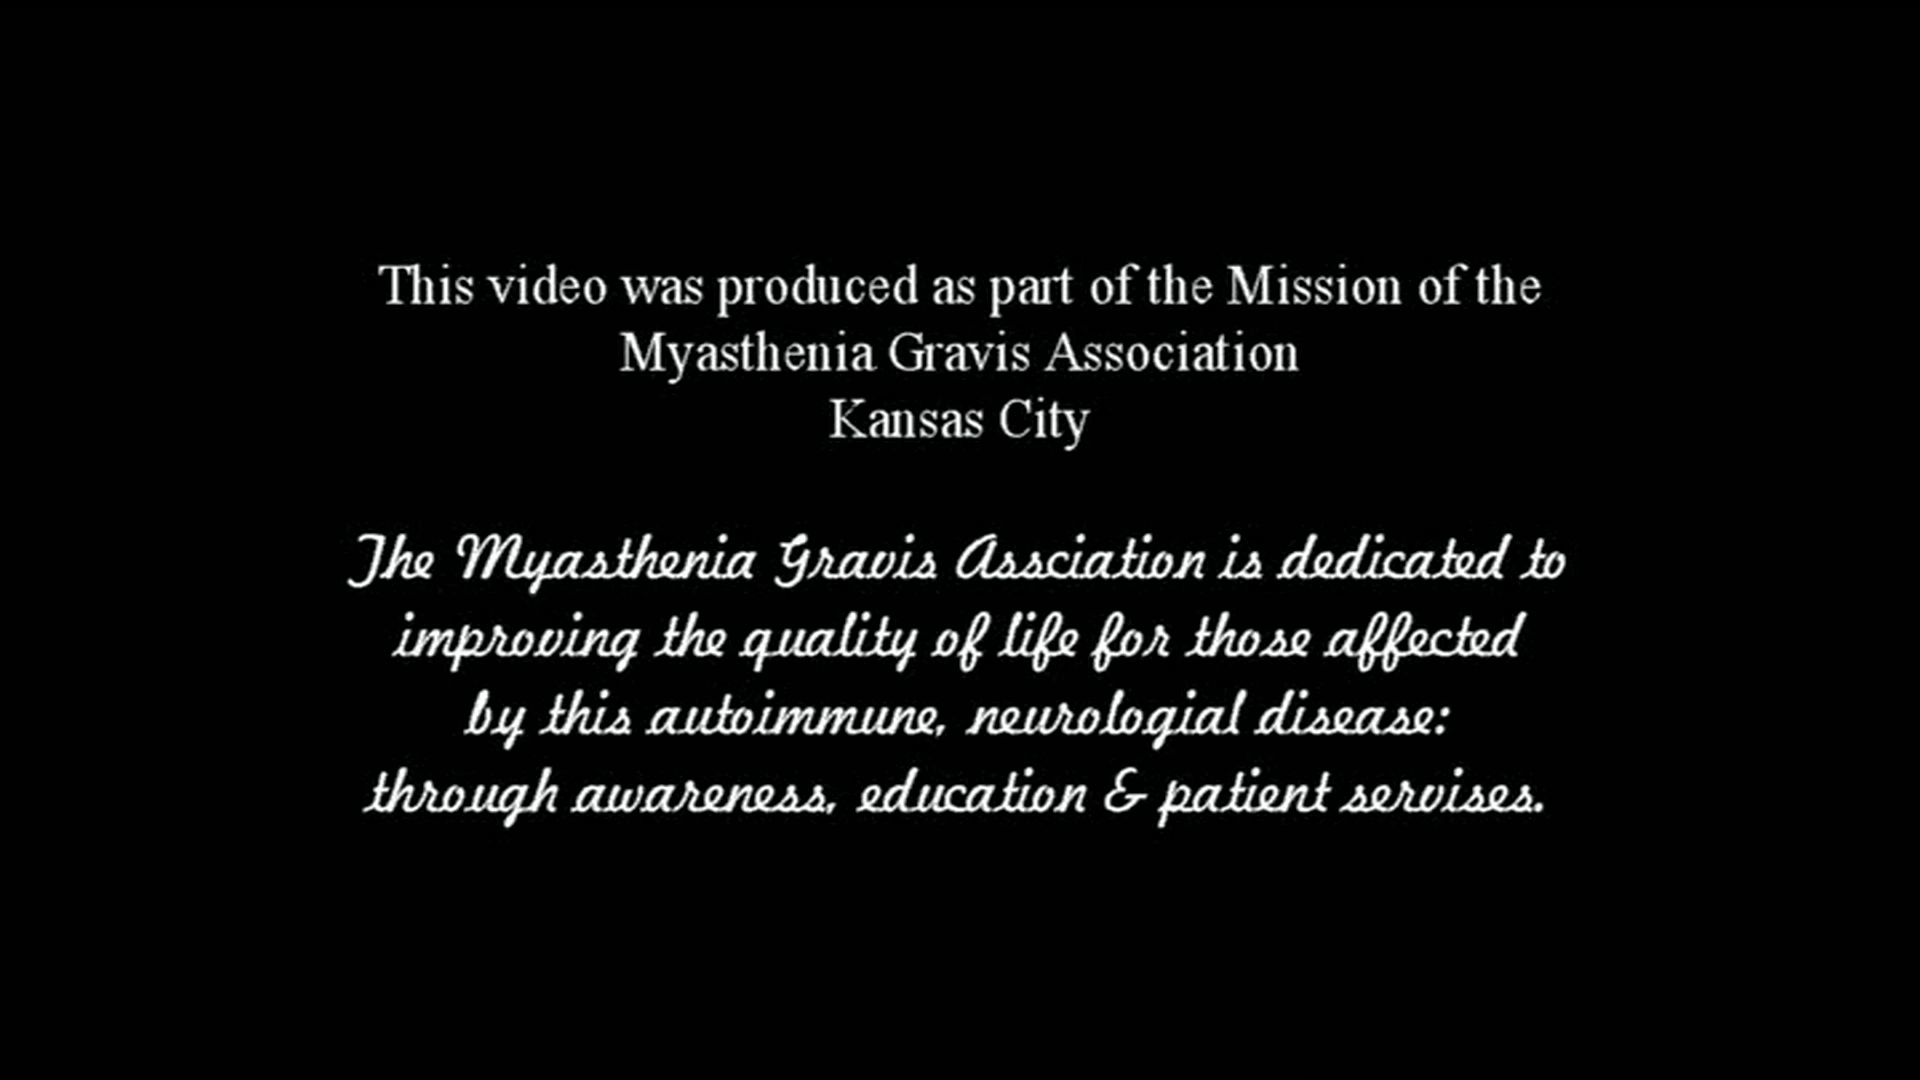 This video was produced as part of the Mission of the
Myasthenia Gravis Association
Kansas City
The Myasthenia Gravis Assciation is dedicated to
improving the quality of life for those affected
by this autoimmune, neurologial disease:
through awareness, education & patient servises.